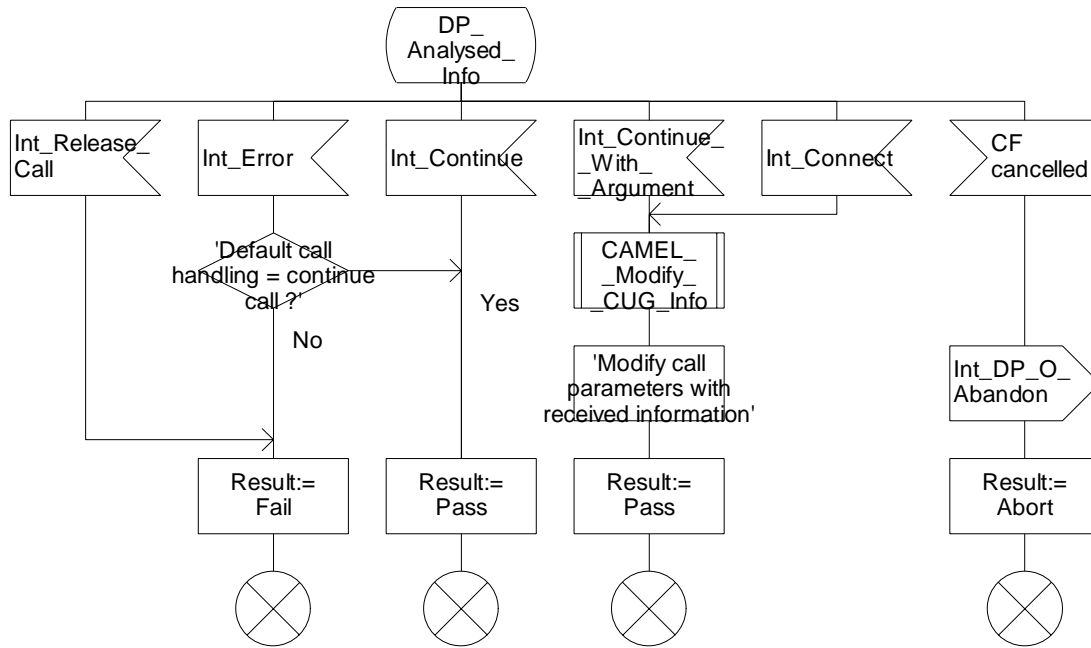 DP_
Analysed_
Info
Int_Release_
Call
Int_Error
Int_Continue
Int_Continue_
_With_
_Argument
Int_Connect
CF
cancelled
'Default call
handling = continue
call ?'
Yes
No
CAMEL_
_Modify_
_CUG_Info
'Modify call
parameters with
received information'
Int_DP_O_
Abandon
Result:=
Fail
Result:=
Pass
Result:=
Pass
Result:=
Abort